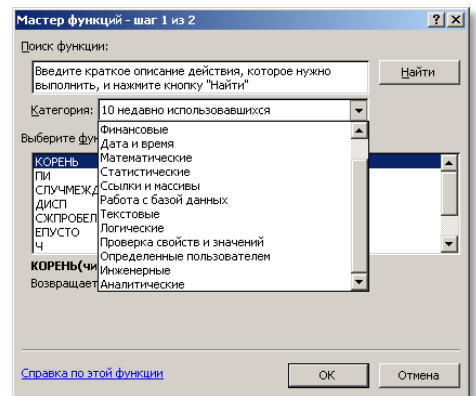 Мастер функций - шаг 1 из 2
Поиск функции:
Введите краткое описание действия, которое нужно
выполнить, и нажмите кнопку "Найти"
Найти
Категория:
10 недавно использовавшихся
Финансовые
Дата и время
Математические
Статистические
Ссылки и массивы
Работа с базой данных
Текстовые
Логические
Проверка свойств и значений
Определенные пользователем
Инженерные
Аналитические
Выберите фун
КОРЕНЬ
ПИ
СЛУЧМЕЖД
ДИСП
СЖПРОБЕЛ
ЕПУСТО
Ч
КОРЕНЬ(чи
Возвращает
Справка по этой функции
ОК
Отмена